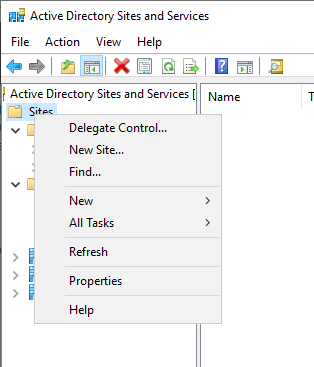 Active Directory Sites and Services
File Action View Help
Active Directory Sites and Services [
Name
Sites
Delegate Control...
New Site...
Find...
New
All Tasks
Refresh
Properties
Help